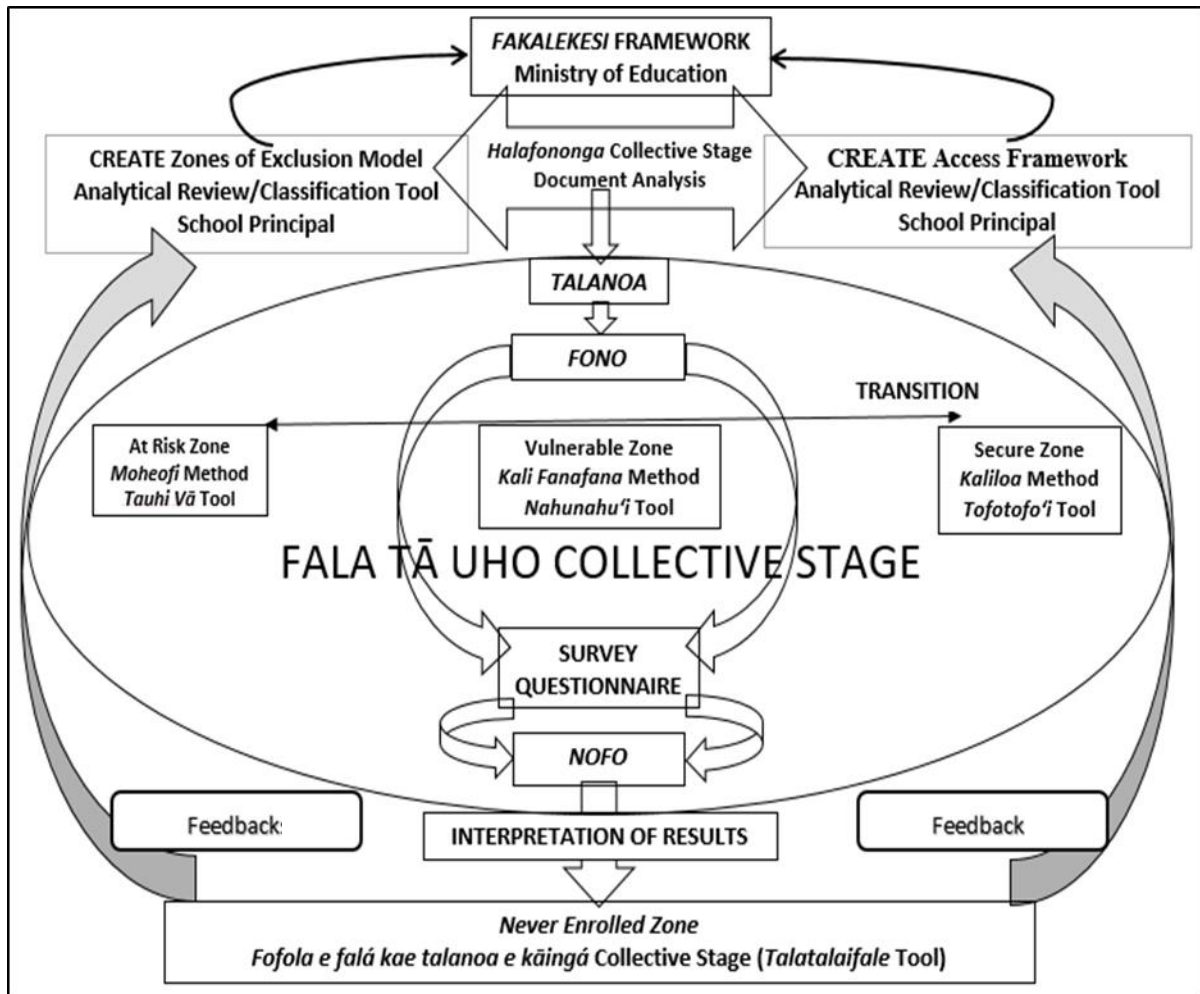 FAKALEKESI FRAMEWORK
Ministry of Education
CREATE Zones of Exclusion Model
Analytical Review/Classification Tool
School Principal
Halafononga Collective Stage
Document Analysis
CREATE Access Framework
Analytical Review/Classification Tool
School Principal
TALANOA
FONO
TRANSITION
At Risk Zone
Moheofi Method
Tauhi Vā Tool
Vulnerable Zone
Kali Fanafana Method
Nahunahu‘i Tool
Secure Zone
Kaliloa Method
Tofotofo‘i Tool
FALA TĀ UHO COLLECTIVE STAGE
SURVEY
QUESTIONNAIRE
NOFO
Feedback:
INTERPRETATION OF RESULTS
Feedback
Never Enrolled Zone
Fofola e falá kae talanoa e kāingá Collective Stage (Talatalaifale Tool)